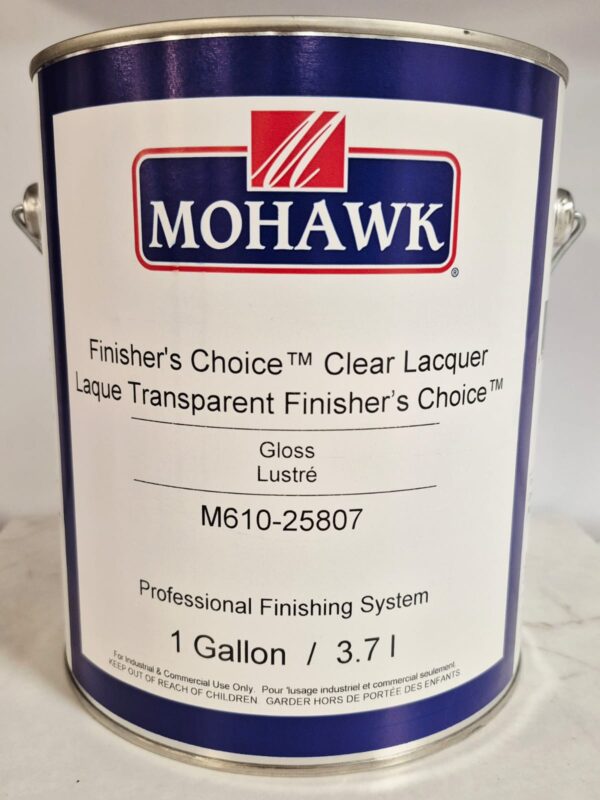 M
MOHAWK®
Finisher's Choice™ Clear Lacquer
Laque Transparent Finisher's Choice™
Gloss
Lustré
M610-25807
Professional Finishing System
1 Gallon / 3.7 l
For Industrial & Commercial Use Only. Pour 'lusage industriel et commercial seulement.
KEEP OUT OF REACH OF CHILDREN. GARDER HORS DE PORTÉE DES ENFANTS